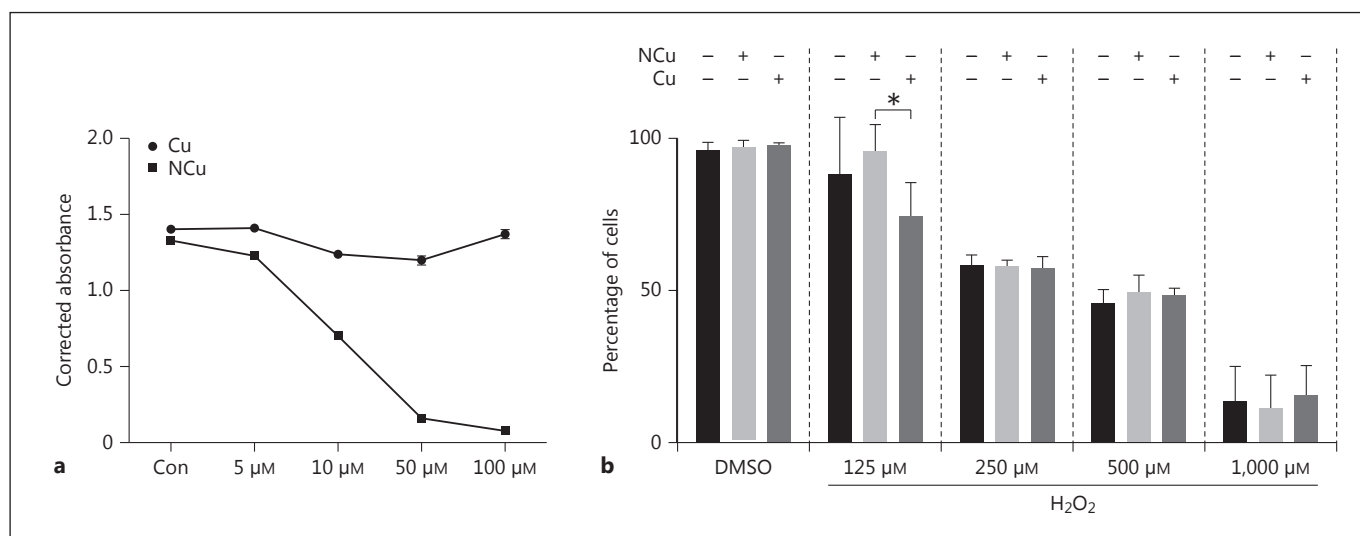 NCu – + – – + – – + – – + – – + –
Cu – – + – – + – – + – – + – – +
*
2.0
1.5
1.0
0.5
0
Corrected absorbance
Cu
NCu
Con 5 μM 10 μM 50 μM 100 μM
a
100
50
0
Percentage of cells
DMSO 125 μM 250 μM 500 μM 1,000 μM
H₂O₂
b